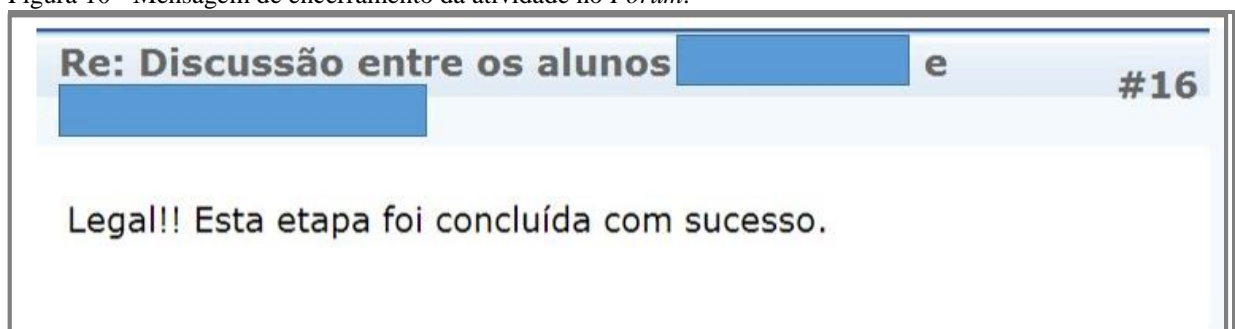 Figura 16 - Mensagem de encerramento da atividade no Fórum.
Re: Discussão entre os alunos e
#16
Legal!! Esta etapa foi concluída com sucesso.